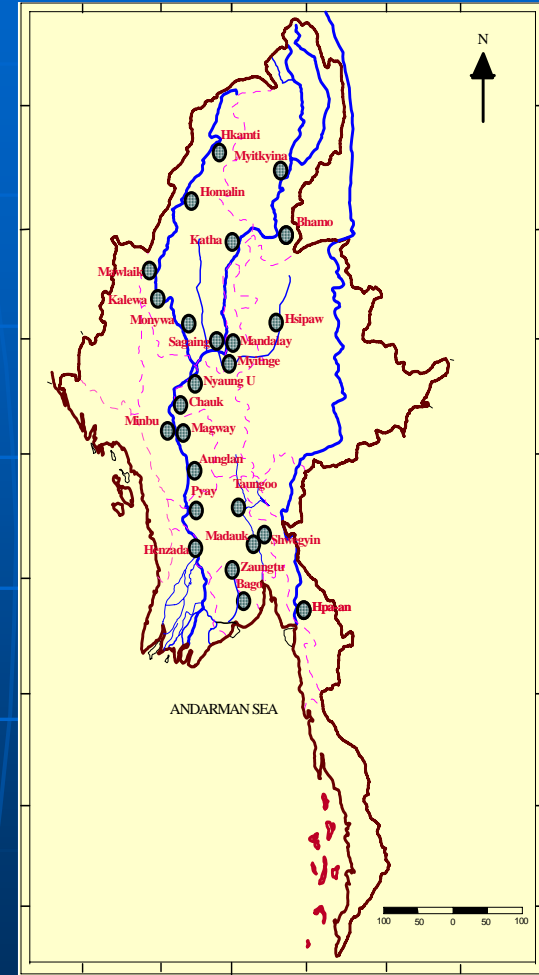 N
Hkamti
Myitkyina
Homalin
Bhamo
Katha
Mawlaik
Kalewa
Monywa
Hsipaw
Sagaing
Mandalay
Myitnge
Nyaung U
Chauk
Minbu
Magway
Aunglan
Pyay
Taungoo
Madauk
Shwegyin
Henzada
Zaungtu
Bago
ANDARMAN SEA
100 50 0 50 100